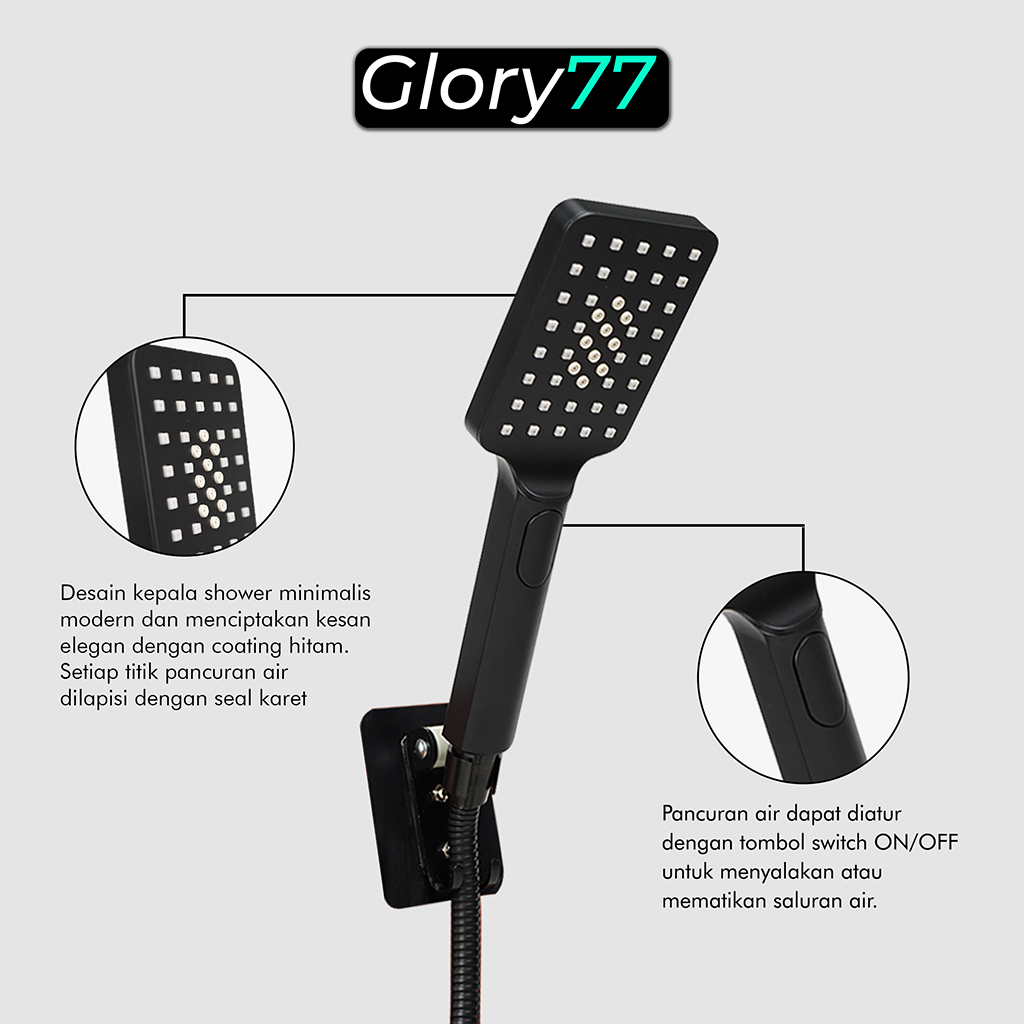 Glory77
Desain kepala shower minimalis
modern dan menciptakan kesan
elegan dengan coating hitam.
Setiap titik pancuran air
dilapisi dengan seal karet
Pancuran air dapat diatur
dengan tombol switch ON/OFF
untuk menyalakan atau
mematikan saluran air.